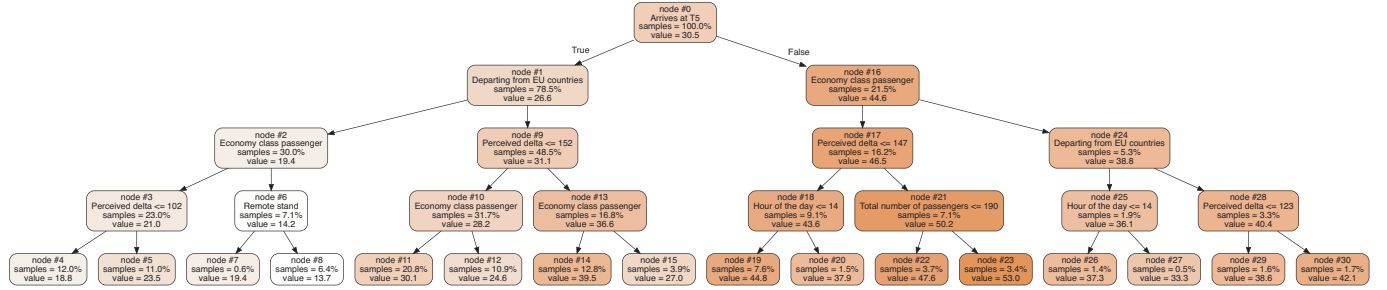 node #0
Arrives at T5
samples = 100.0%
value = 30.5
True
False
node #1
Departing from EU countries
samples = 78.5%
value = 26.6
node #16
Economy class passenger
samples = 21.5%
value = 44.6
node #2
Economy class passenger
samples = 30.0%
value = 19.4
node #9
Perceived delta <= 152
samples = 48.5%
value = 31.1
node #17
Perceived delta <= 147
samples = 16.2%
value = 46.5
node #24
Departing from EU countries
samples = 5.3%
value = 38.8
node #3
Perceived delta <= 102
samples = 23.0%
value = 21.0
node #6
Remote stand
samples = 7.1%
value = 14.2
node #10
Economy class passenger
samples = 31.7%
value = 28.2
node #13
Economy class passenger
samples = 16.8%
value = 36.6
node #18
Hour of the day <= 14
samples = 9.1%
value = 43.6
node #21
Total number of passengers <= 190
samples = 7.1%
value = 50.2
node #25
Hour of the day <= 14
samples = 1.9%
value = 36.1
node #28
Perceived delta <= 123
samples = 3.3%
value = 40.4
node #4
samples = 12.0%
value = 18.8
node #5
samples = 11.0%
value = 23.5
node #7
samples = 0.6%
value = 19.4
node #8
samples = 6.4%
value = 13.7
node #11
samples = 20.8%
value = 30.1
node #12
samples = 10.9%
value = 24.6
node #14
samples = 12.8%
value = 39.5
node #15
samples = 3.9%
value = 27.0
node #19
samples = 7.6%
value = 44.8
node #20
samples = 1.5%
value = 37.9
node #22
samples = 3.7%
value = 47.6
node #23
samples = 3.4%
value = 53.0
node #26
samples = 1.4%
value = 37.3
node #27
samples = 0.5%
value = 33.3
node #29
samples = 1.6%
value = 38.6
node #30
samples = 1.7%
value = 42.1